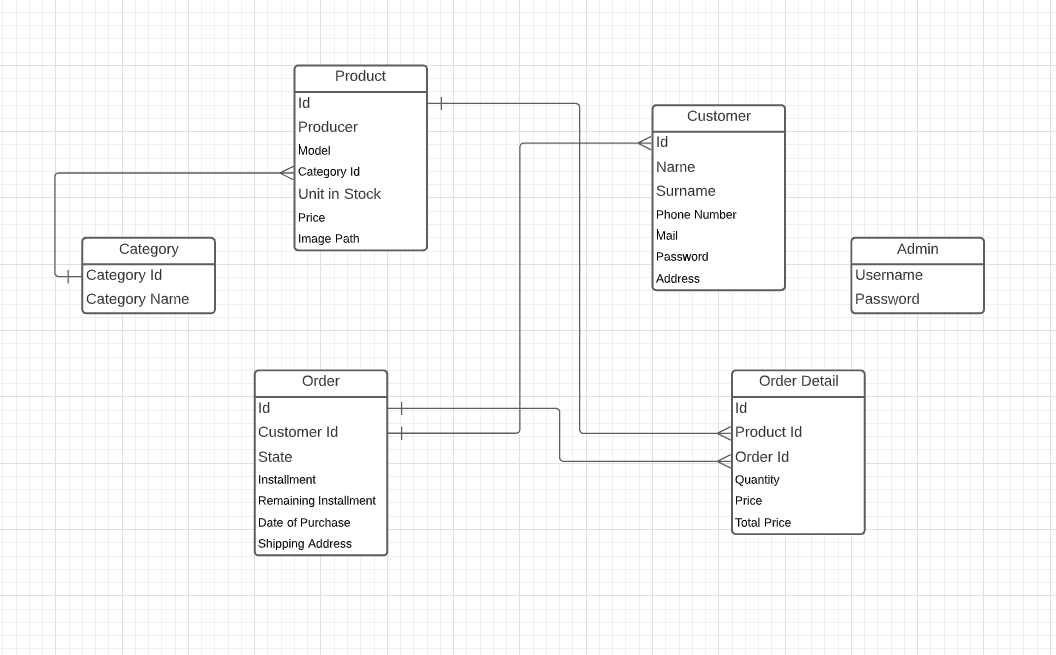 Product
Id
Producer
Model
Category Id
Unit in Stock
Price
Image Path
Customer
Id
Name
Surname
Phone Number
Mail
Password
Address
Category
Category Id
Category Name
Admin
Username
Password
Order
Id
Customer Id
State
Installment
Remaining Installment
Date of Purchase
Shipping Address
Order Detail
Id
Product Id
Order Id
Quantity
Price
Total Price